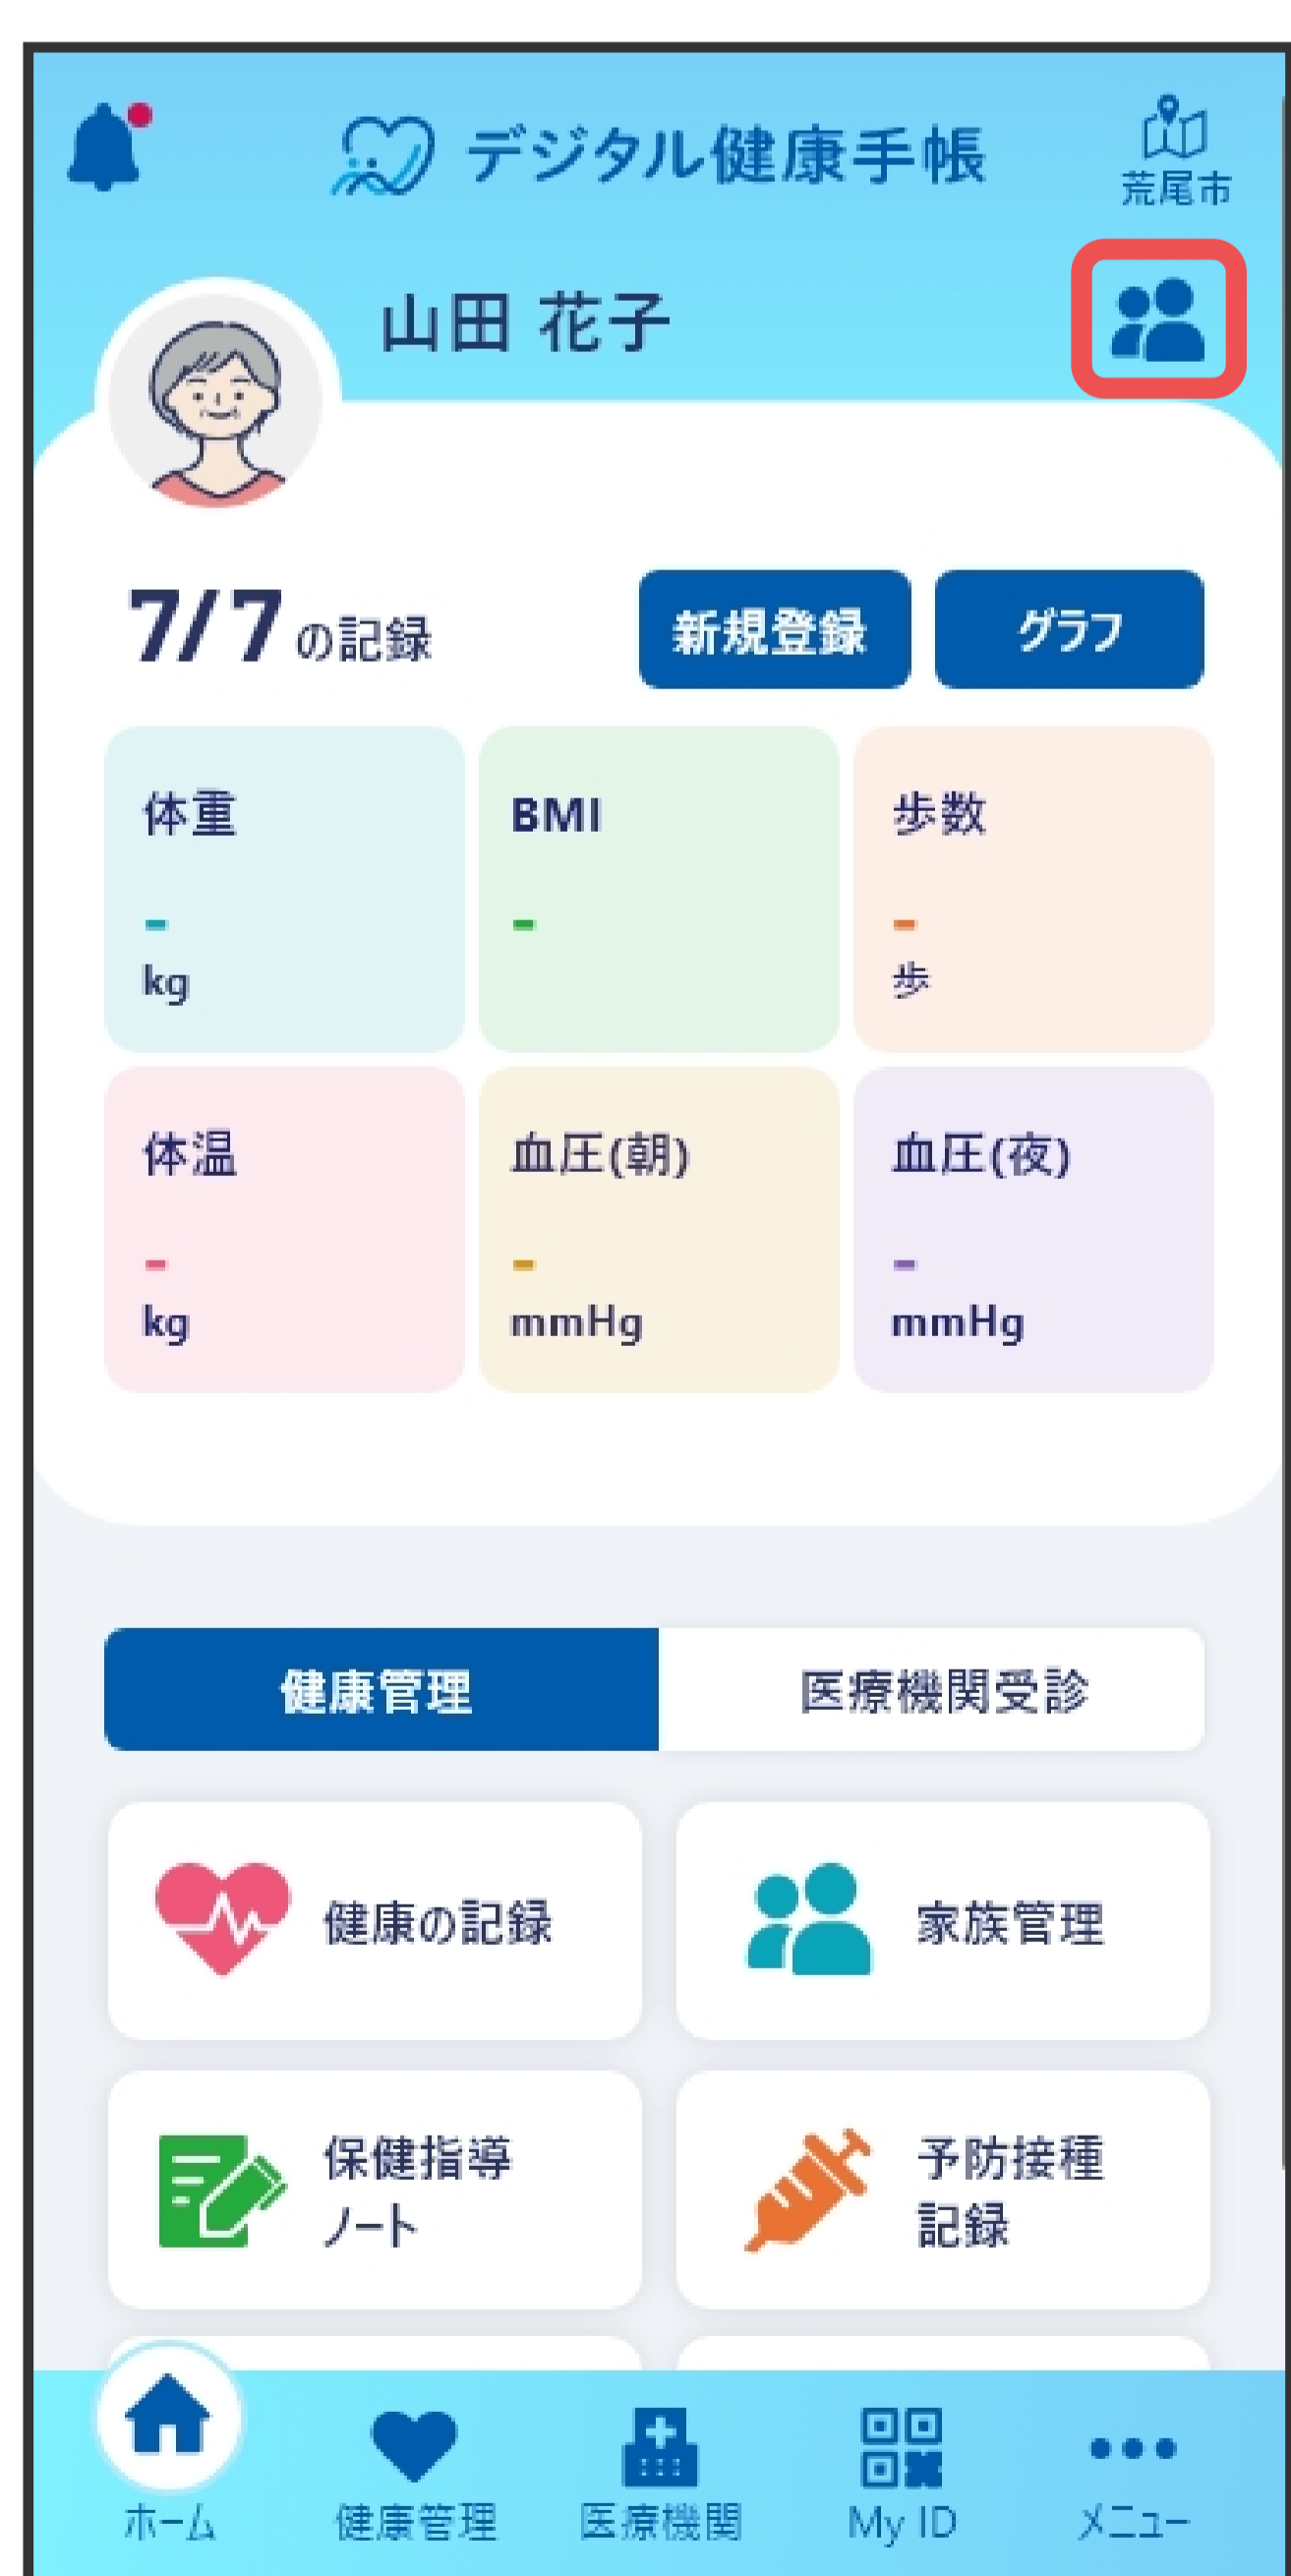 デジタル健康手帳
荒尾市
山田 花子
7/7の記録
新規登録
グラフ
体重
-
kg
BMI
-
歩数
-
歩
体温
-
kg
血圧(朝)
-
mmHg
血圧(夜)
-
mmHg
健康管理
医療機関受診
健康の記録
家族管理
保健指導
ノート
予防接種
記録
ホーム
健康管理
医療機関
My ID
メニュー